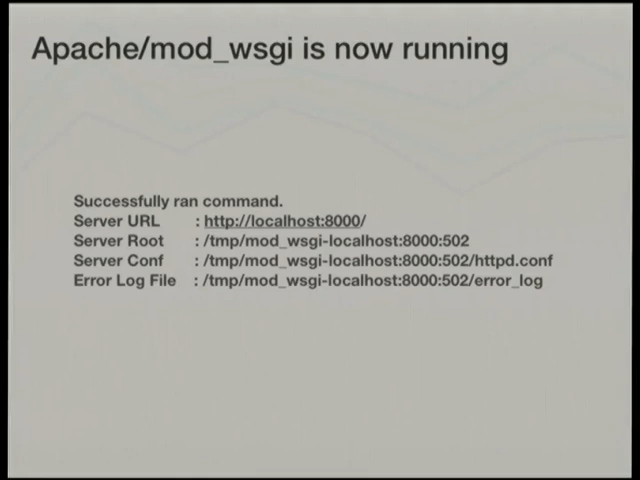 Apache/mod_wsgi is now running
Successfully ran command.
Server URL : http://localhost:8000/
Server Root : /tmp/mod_wsgi-localhost:8000:502
Server Conf : /tmp/mod_wsgi-localhost:8000:502/httpd.conf
Error Log File : /tmp/mod_wsgi-localhost:8000:502/error_log